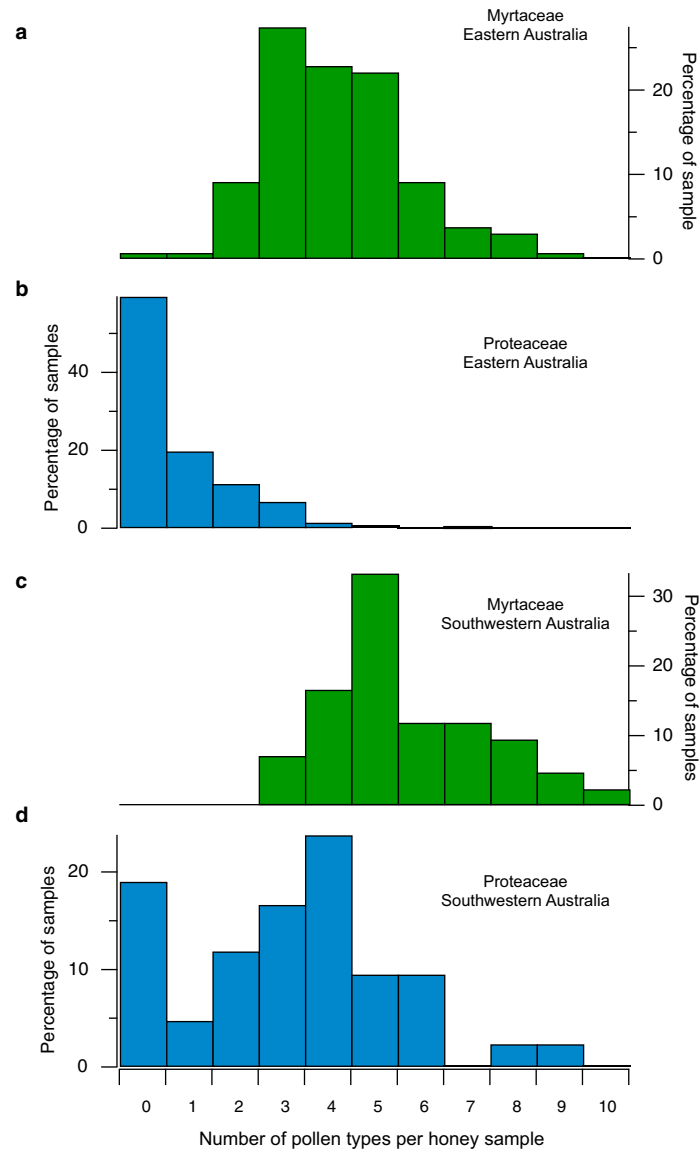 a
Myrtaceae
Eastern Australia
20
10
0
Percentage of sample
b
Proteaceae
Eastern Australia
40
20
0
Percentage of samples
c
Myrtaceae
Southwestern Australia
30
20
10
0
Percentage of samples
d
Proteaceae
Southwestern Australia
20
10
0
Percentage of samples
0 1 2 3 4 5 6 7 8 9 10
Number of pollen types per honey sample